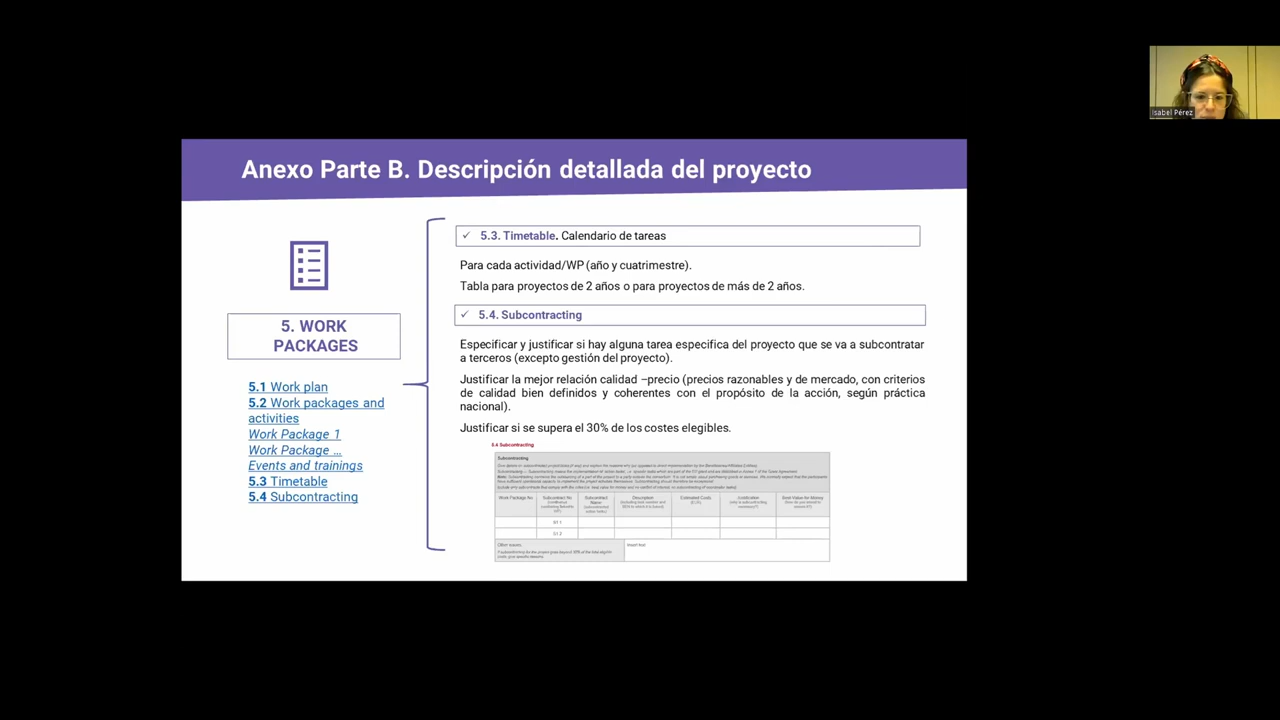 Isabel Pérez
Anexo Parte B. Descripción detallada del proyecto
5. WORK
PACKAGES
5.1 Work plan
5.2 Work packages and
activities
Work Package 1
Work Package ...
Events and trainings
5.3 Timetable
5.4 Subcontracting
✓ 5.3. Timetable. Calendario de tareas
Para cada actividad/WP (año y cuatrimestre).
Tabla para proyectos de 2 años o para proyectos de más de 2 años.
✓ 5.4. Subcontracting
Especificar y justificar si hay alguna tarea especifica del proyecto que se va a subcontratar
a terceros (excepto gestión del proyecto).
Justificar la mejor relación calidad –precio (precios razonables y de mercado, con criterios
de calidad bien definidos y coherentes con el propósito de la acción, según práctica
nacional).
Justificar si se supera el 30% de los costes elegibles.
5.4 Subcontracting
Subcontracting
Work Package No
Subcontract No
Subcontract
Name
Description
Estimated Costs
Justification
Best-Value-for-Money
S1.1
S1.2
Other issues:
Insert text